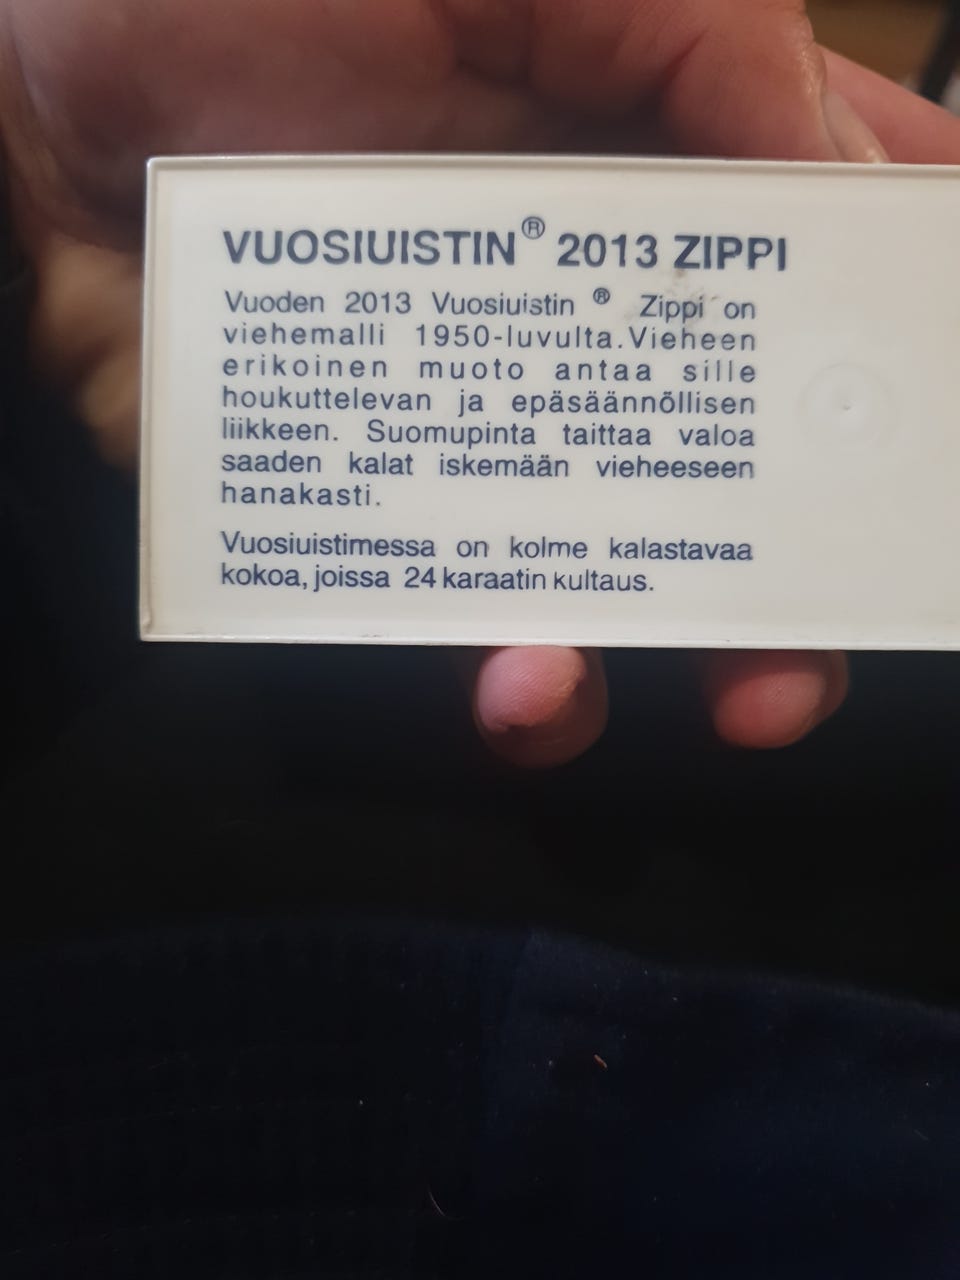 VUOSIUISTIN® 2013 ZIPPI
Vuoden 2013 Vuosiuistin ® Zippi on
viehemalli 1950-luvulta.Vieheen
erikoinen muoto antaa sille
houkuttelevan ja epäsäännõllisen
liikkeen. Suomupinta taittaa valoa
saaden kalat iskemään vieheeseen
hanakasti.
Vuosiuistimessa on kolme kalastavaa
kokoa, joissa 24 karaatin kultaus.